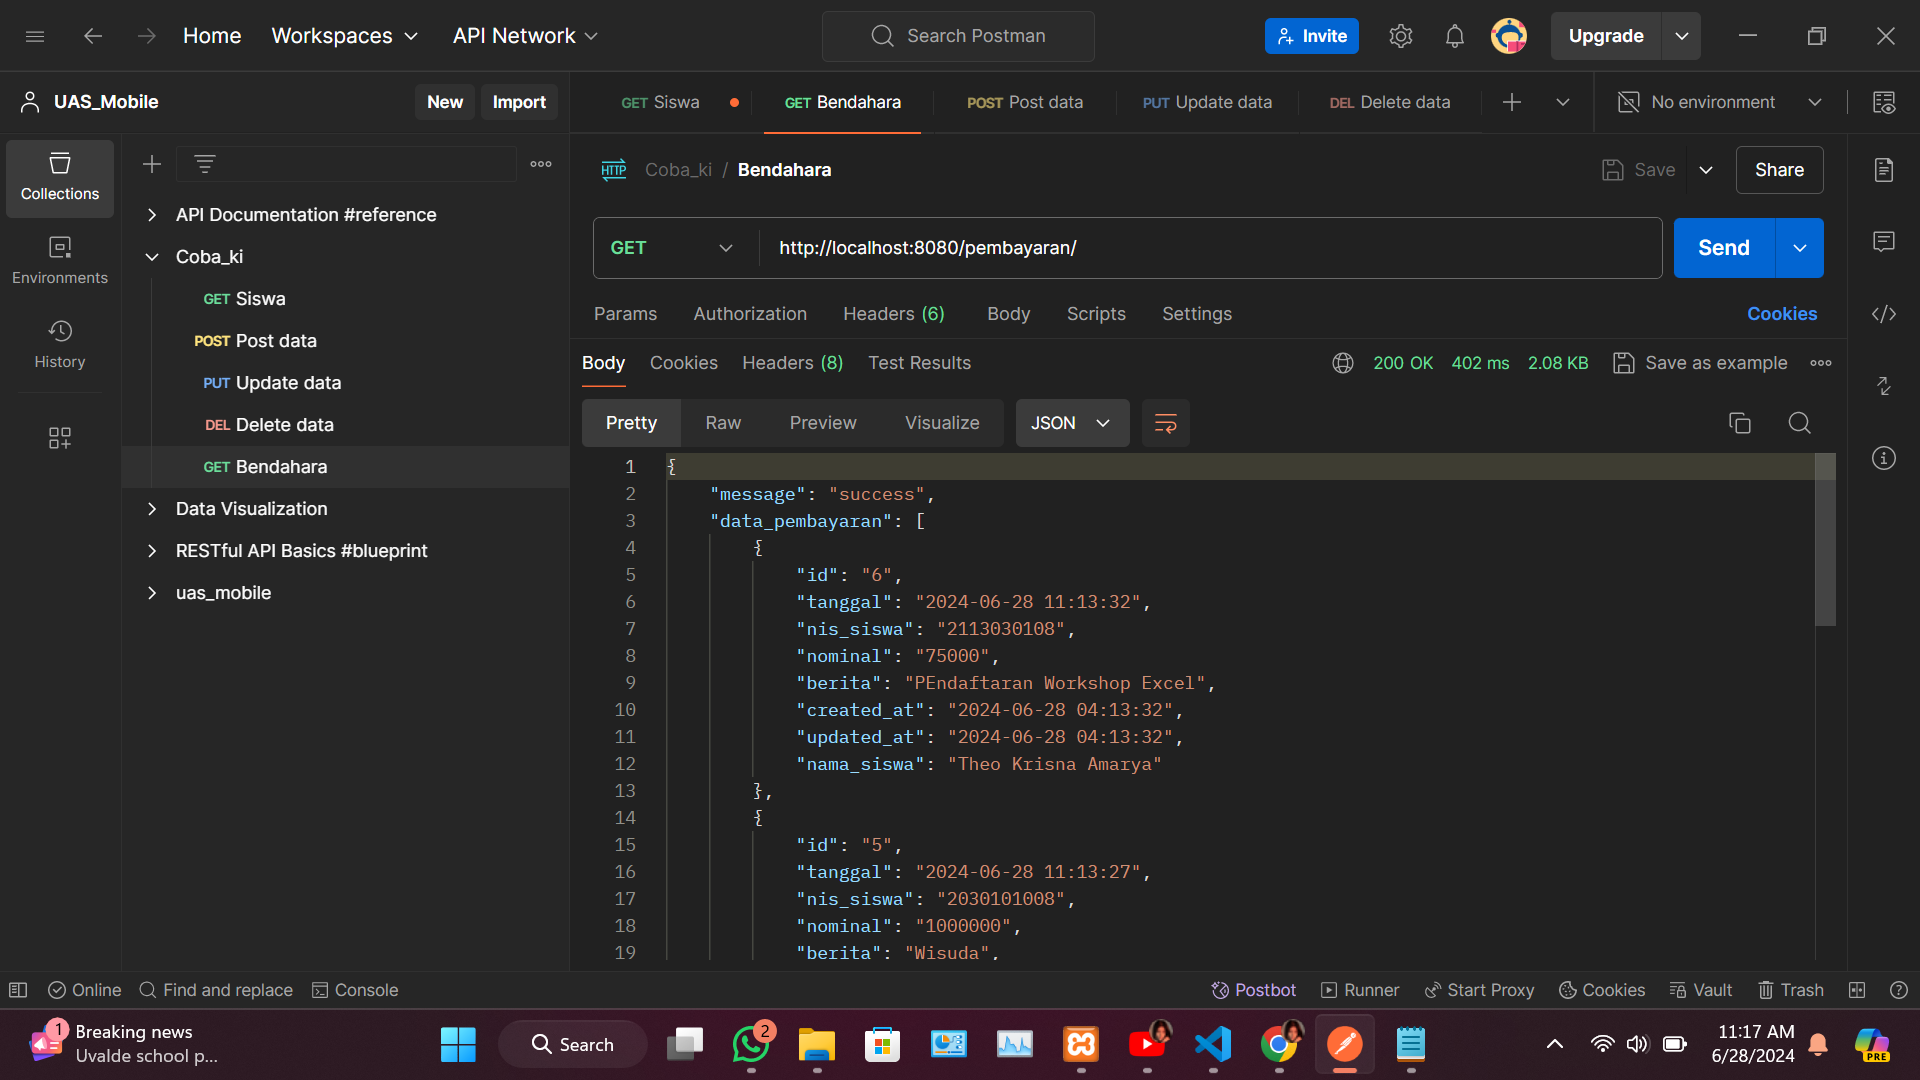 Home
Workspaces
API Network
Search Postman
Invite
Upgrade
UAS_Mobile
New
Import
GET Siswa
GET Bendahara
POST Post data
PUT Update data
DEL Delete data
No environment
Collections
Environments
History
API Documentation #reference
Coba_ki
GET Siswa
POST Post data
PUT Update data
DEL Delete data
GET Bendahara
Data Visualization
RESTful API Basics #blueprint
uas_mobile
HTTP
Coba_ki / Bendahara
Save
Share
GET
http://localhost:8080/pembayaran/
Send
Params
Authorization
Headers (6)
Body
Scripts
Settings
Cookies
Body
Cookies
Headers (8)
Test Results
200 OK
402 ms
2.08 KB
Save as example
Pretty
Raw
Preview
Visualize
JSON
1 {
2 "message": "success",
3 "data_pembayaran": [
4 {
5 "id": "6",
6 "tanggal": "2024-06-28 11:13:32",
7 "nis_siswa": "2113030108",
8 "nominal": "75000",
9 "berita": "PEndaftaran Workshop Excel",
10 "created_at": "2024-06-28 04:13:32",
11 "updated_at": "2024-06-28 04:13:32",
12 "nama_siswa": "Theo Krisna Amarya"
13 },
14 {
15 "id": "5",
16 "tanggal": "2024-06-28 11:13:27",
17 "nis_siswa": "2030101008",
18 "nominal": "1000000",
19 "berita": "Wisuda",
Online
Find and replace
Console
Postbot
Runner
Start Proxy
Cookies
Vault
Trash
1
Breaking news
Uvalde school p...
Search
2
11:17 AM
6/28/2024
PRE